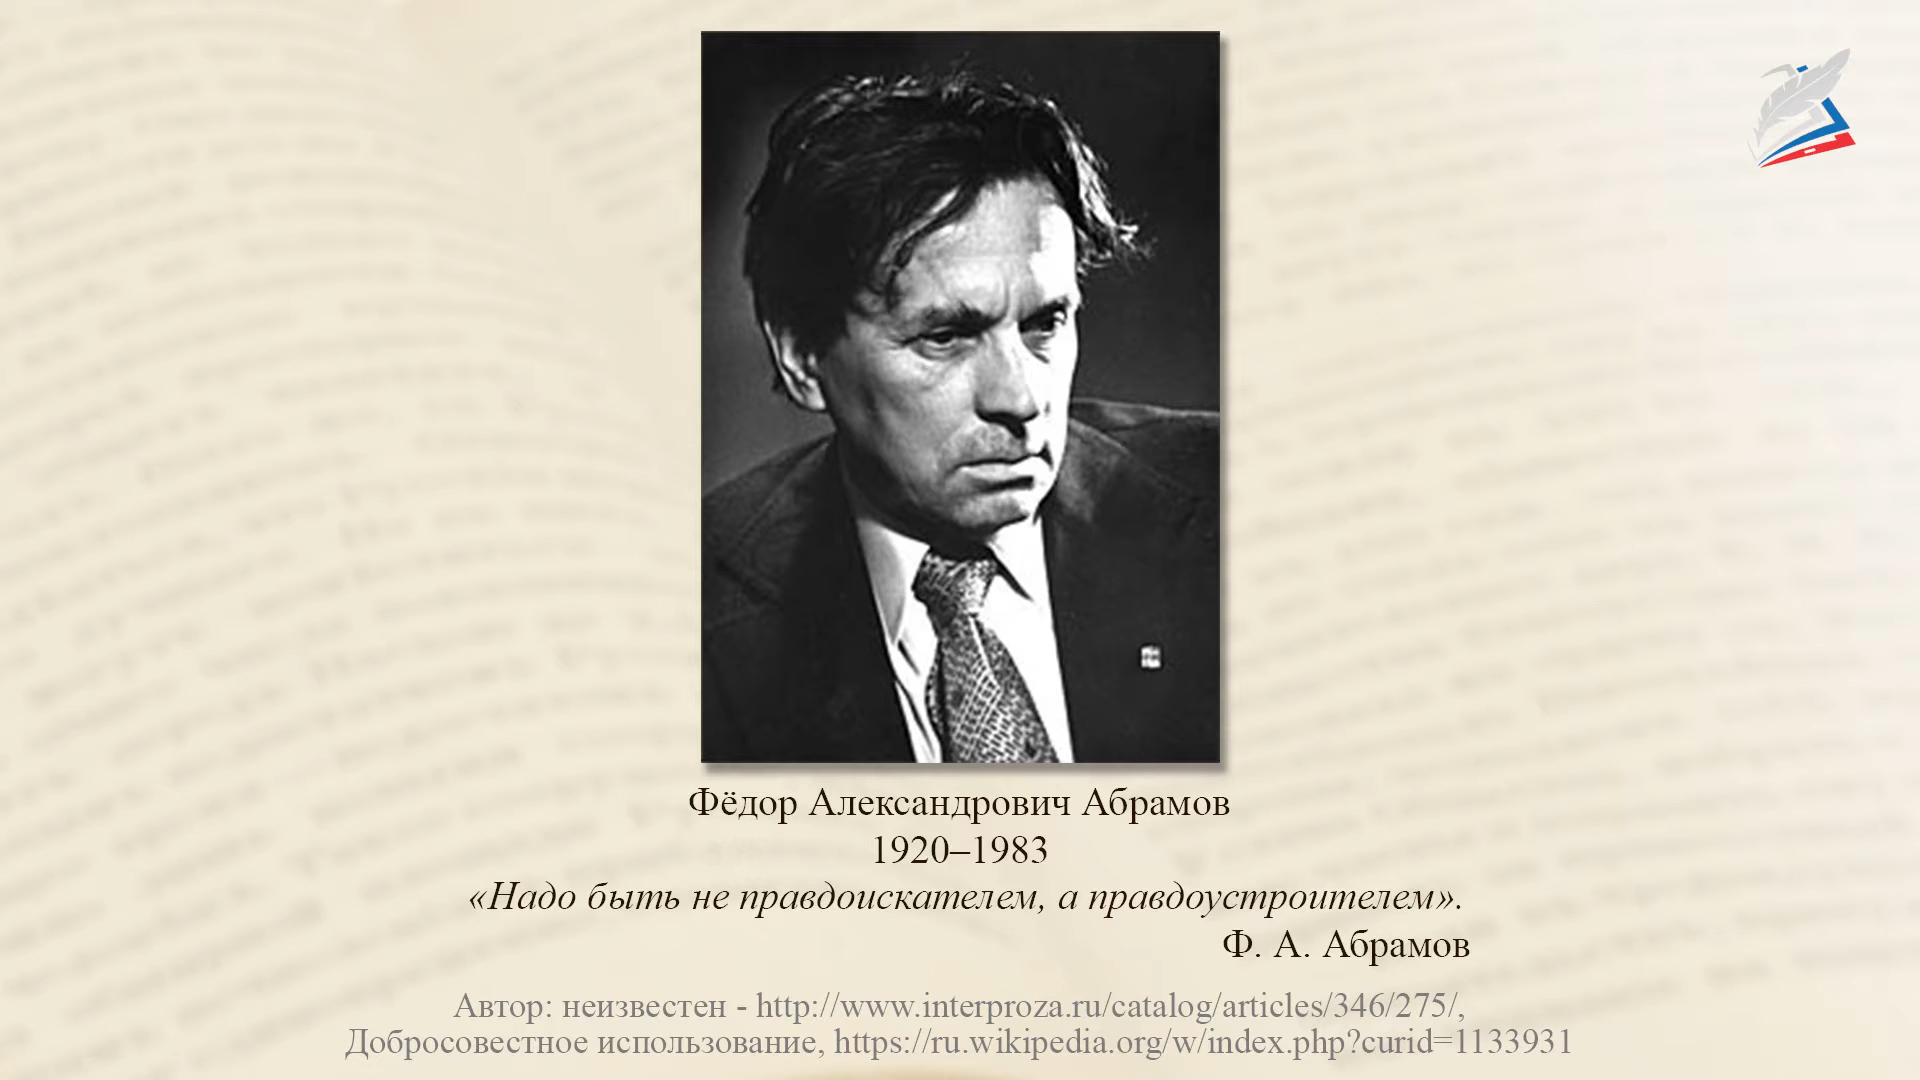 Фёдор Александрович Абрамов
1920–1983
«Надо быть не правдоискателем, а правдоустроителем».
Ф. А. Абрамов
Автор: неизвестен - http://www.interproza.ru/catalog/articles/346/275/,
Добросовестное использование, https://ru.wikipedia.org/w/index.php?curid=1133931